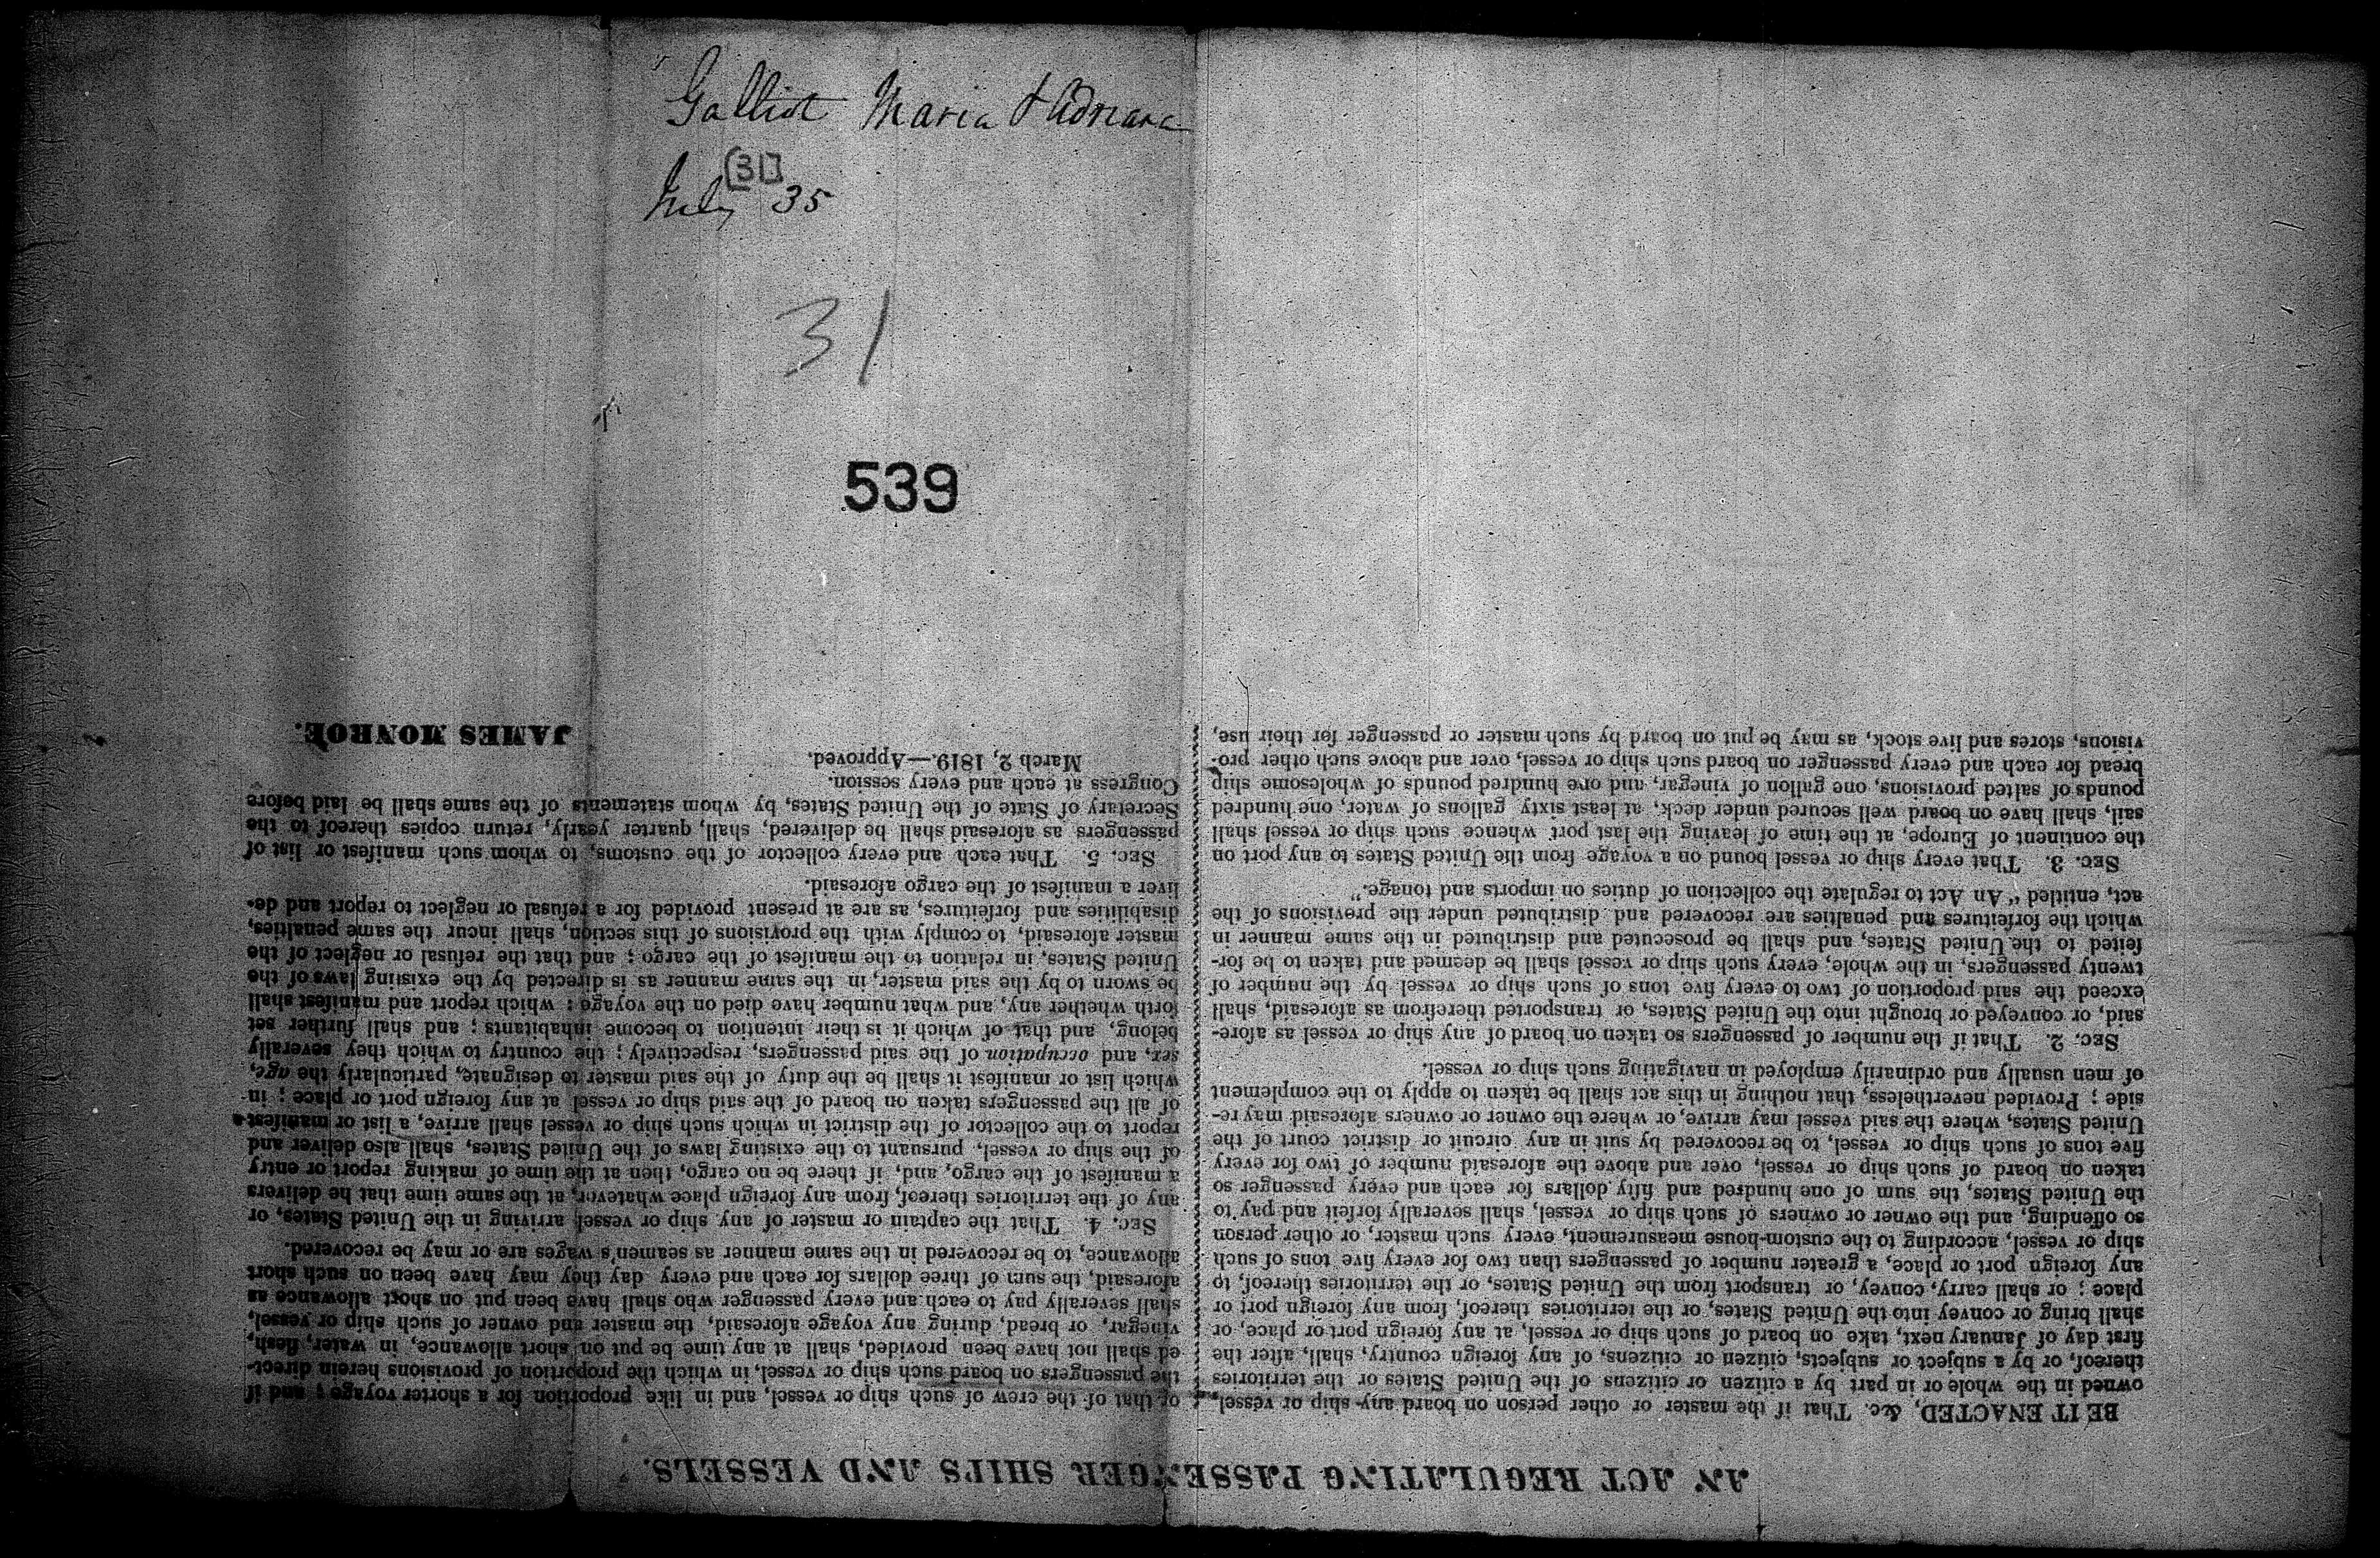 Galliot Maria & Adriana
[31]
July 35
31
539
AN ACT REGULATING PASSENGER SHIPS AND VESSELS.
BE IT ENACTED, &c. That if the master or other person on board any ship or vessel,
owned in the whole or in part by a citizen or citizens of the United States or the territories
thereof, or by a subject or subjects, citizen or citizens, of any foreign country, shall, after the
first day of January next, take on board of such ship or vessel, at any foreign port or place, or
shall bring or convey into the United States, or the territories thereof, from any foreign port or
place ; or shall carry, convey, or transport from the United States, or the territories thereof, to
any foreign port or place, a greater number of passengers than two for every five tons of such
ship or vessel, according to the custom-house measurement, every such master, or other person
so offending, and the owner or owners of such ship or vessel, shall severally forfeit and pay to
the United States, the sum of one hundred and fifty dollars for each and every passenger so
taken on board of such ship or vessel, over and above the aforesaid number of two for every
five tons of such ship or vessel, to be recovered by suit in any circuit or district court of the
United States, where the said vessel may arrive, or where the owner or owners aforesaid may re-
side ; Provided nevertheless, that nothing in this act shall be taken to apply to the complement
of men usually and ordinarily employed in navigating such ship or vessel.
SEC. 2. That if the number of passengers so taken on board of any ship or vessel as afore-
said, or conveyed or brought into the United States, or transported therefrom as aforesaid, shall
exceed the said proportion of two to every five tons of such ship or vessel by the number of
twenty passengers, in the whole, every such ship or vessel shall be deemed and taken to be for-
feited to the United States, and shall be prosecuted and distributed in the same manner in
which the forfeitures and penalties are recovered and distributed under the provisions of the
act, entitled “An Act to regulate the collection of duties on imports and tonage.”
SEC. 3. That every ship or vessel bound on a voyage from the United States to any port on
the continent of Europe, at the time of leaving the last port whence such ship or vessel shall
sail, shall have on board well secured under deck, at least sixty gallons of water, one hundred
pounds of salted provisions, one gallon of vinegar, and one hundred pounds of wholesome ship
bread for each and every passenger on board such ship or vessel, over and above such other pro-
visions, stores and live stock, as may be put on board by such master or passenger for their use,
or that of the crew of such ship or vessel, and in like proportion for a shorter voyage ; and if
the passengers on board such ship or vessel, in which the proportion of provisions herein direct-
ed shall not have been provided, shall at any time be put on short allowance, in water, flesh,
vinegar, or bread, during any voyage aforesaid, the master and owner of such ship or vessel,
shall severally pay to each and every passenger who shall have been put on short allowance as
aforesaid, the sum of three dollars for each and every day they may have been on such short
allowance, to be recovered in the same manner as seamen's wages are or may be recovered.
SEC. 4. That the captain or master of any ship or vessel arriving in the United States, or
any of the territories thereof, from any foreign place whatever, at the same time that he delivers
a manifest of the cargo, and, if there be no cargo, then at the time of making report or entry
of the ship or vessel, pursuant to the existing laws of the United States, shall also deliver and
report to the collector of the district in which such ship or vessel shall arrive, a list or manifest
of all the passengers taken on board of the said ship or vessel at any foreign port or place ; in
which list or manifest it shall be the duty of the said master to designate, particularly the age,
sex, and occupation of the said passengers, respectively ; the country to which they severally
belong, and that of which it is their intention to become inhabitants ; and shall further set
forth whether any, and what number have died on the voyage : which report and manifest shall
be sworn to by the said master, in the same manner as is directed by the existing laws of the
United States, in relation to the manifest of the cargo ; and that the refusal or neglect of the
master aforesaid, to comply with the provisions of this section, shall incur the same penalties,
disabilities and forfeitures, as are at present provided for a refusal or neglect to report and de-
liver a manifest of the cargo aforesaid.
SEC. 5. That each and every collector of the customs, to whom such manifest or list of
passengers as aforesaid shall be delivered, shall, quarter yearly, return copies thereof to the
Secretary of State of the United States, by whom statements of the same shall be laid before
Congress at each and every session.
March 2, 1819.—Approved.
JAMES MONROE.